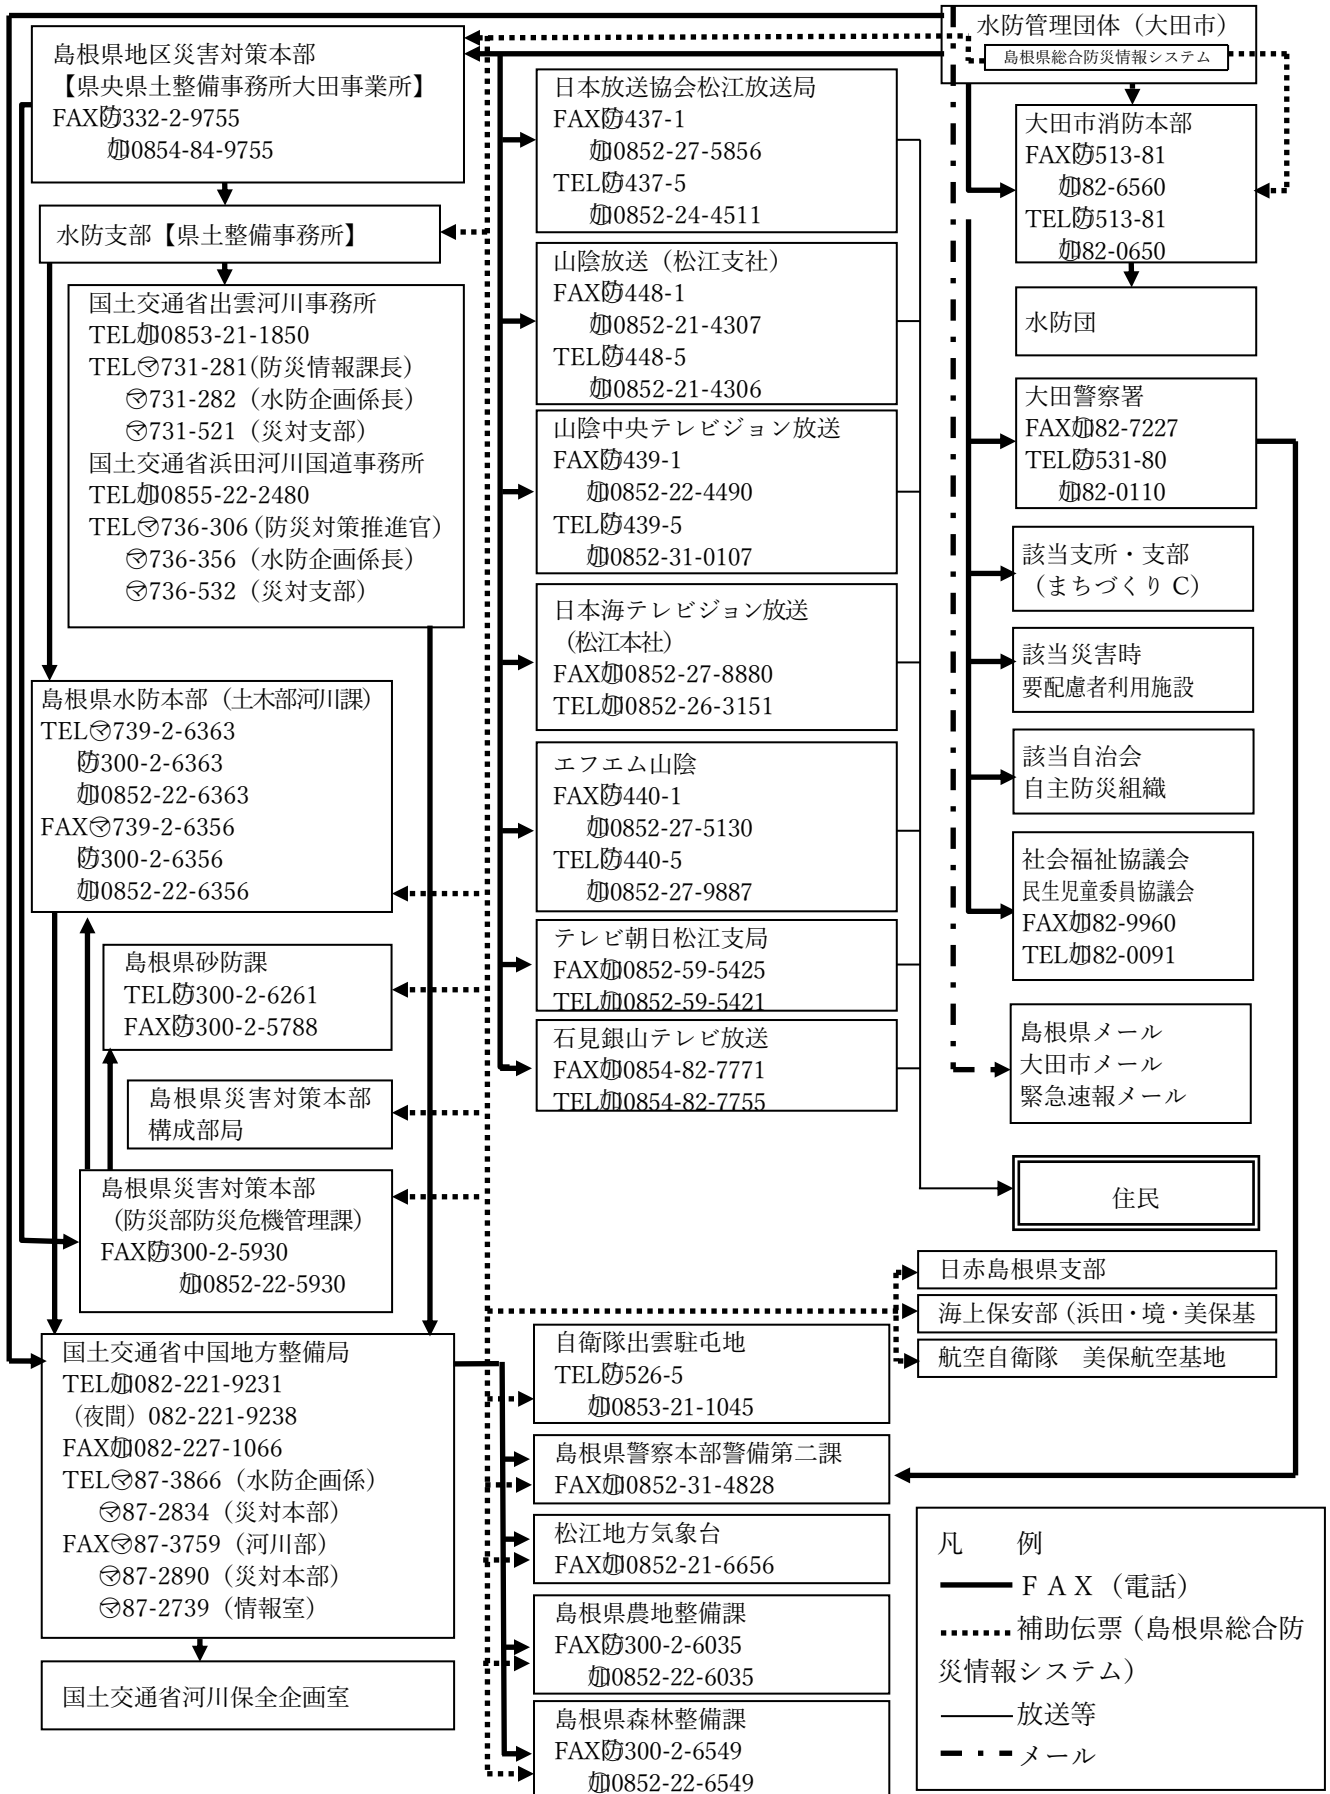 水防管理団体（大田市）
島根県総合防災情報システム
島根県地区災害対策本部
【県央県土整備事務所大田事業所】
FAX防332-2-9755
加0854-84-9755
水防支部【県土整備事務所】
国土交通省出雲河川事務所
TEL加0853-21-1850
TELマ731-281(防災情報課長)
マ731-282（水防企画係長）
マ731-521（災対支部）
国土交通省浜田河川国道事務所
TEL加0855-22-2480
TELマ736-306(防災対策推進官)
マ736-356（水防企画係長）
マ736-532（災対支部）
島根県水防本部（土木部河川課）
TELマ739-2-6363
防300-2-6363
加0852-22-6363
FAXマ739-2-6356
防300-2-6356
加0852-22-6356
島根県砂防課
TEL防300-2-6261
FAX防300-2-5788
島根県災害対策本部
構成部局
島根県災害対策本部
（防災部防災危機管理課）
FAX防300-2-5930
加0852-22-5930
国土交通省中国地方整備局
TEL加082-221-9231
（夜間）082-221-9238
FAX加082-227-1066
TELマ87-3866（水防企画係）
マ87-2834（災対本部）
FAXマ87-3759（河川部）
マ87-2890（災対本部）
マ87-2739（情報室）
国土交通省河川保全企画室
日本放送協会松江放送局
FAX防437-1
加0852-27-5856
TEL防437-5
加0852-24-4511
山陰放送（松江支社）
FAX防448-1
加0852-21-4307
TEL防448-5
加0852-21-4306
山陰中央テレビジョン放送
FAX防439-1
加0852-22-4490
TEL防439-5
加0852-31-0107
日本海テレビジョン放送
（松江本社）
FAX加0852-27-8880
TEL加0852-26-3151
エフエム山陰
FAX防440-1
加0852-27-5130
TEL防440-5
加0852-27-9887
テレビ朝日松江支局
FAX加0852-59-5425
TEL加0852-59-5421
石見銀山テレビ放送
FAX加0854-82-7771
TEL加0854-82-7755
自衛隊出雲駐屯地
TEL防526-5
加0853-21-1045
島根県警察本部警備第二課
FAX加0852-31-4828
松江地方気象台
FAX加0852-21-6656
島根県農地整備課
FAX防300-2-6035
加0852-22-6035
島根県森林整備課
FAX防300-2-6549
加0852-22-6549
大田市消防本部
FAX防513-81
加82-6560
TEL防513-81
加82-0650
水防団
大田警察署
FAX加82-7227
TEL防531-80
加82-0110
該当支所・支部
（まちづくり C）
該当災害時
要配慮者利用施設
該当自治会
自主防災組織
社会福祉協議会
民生児童委員協議会
FAX加82-9960
TEL加82-0091
島根県メール
大田市メール
緊急速報メール
住民
日赤島根県支部
海上保安部（浜田・境・美保基
航空自衛隊　美保航空基地
凡　　例
ＦＡＸ（電話）
補助伝票（島根県総合防
災情報システム）
放送等
メール